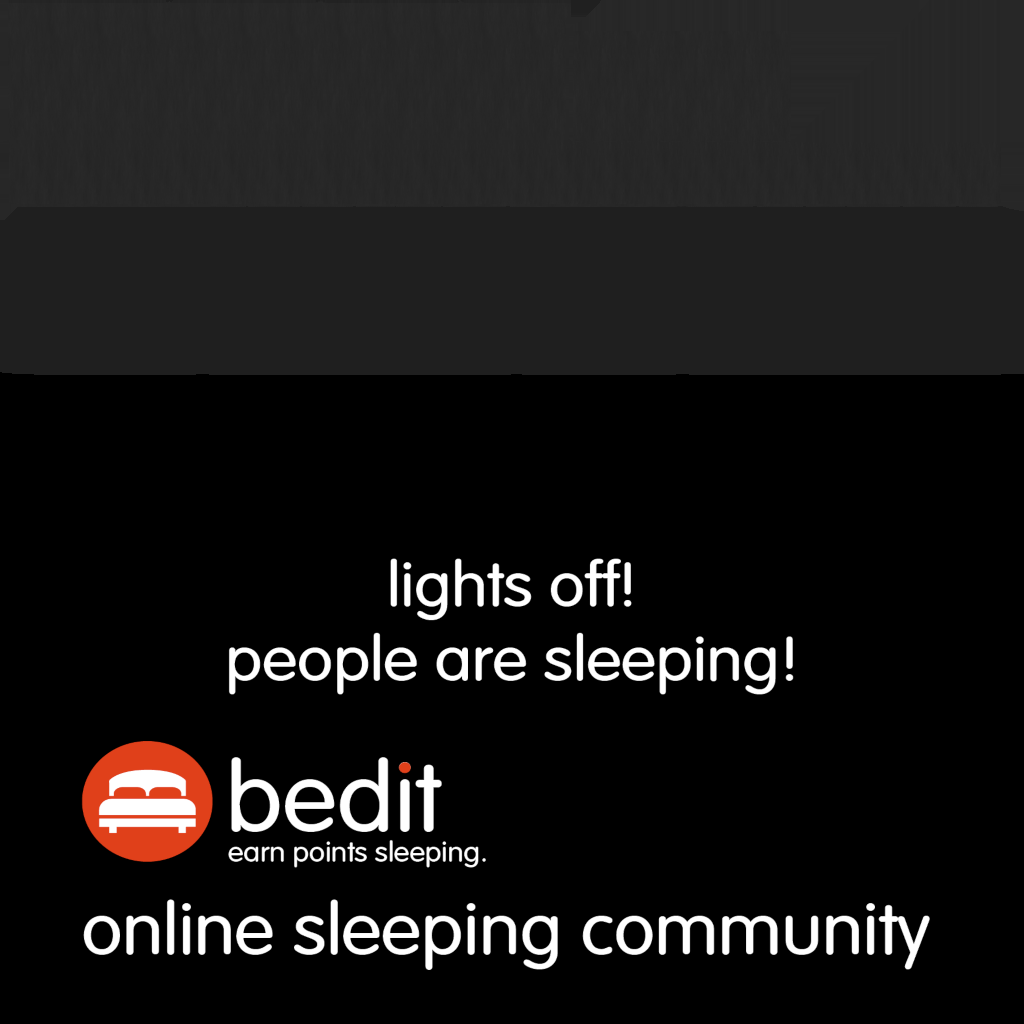 lights off!
people are sleeping!
bedit
earn points sleeping.
online sleeping community